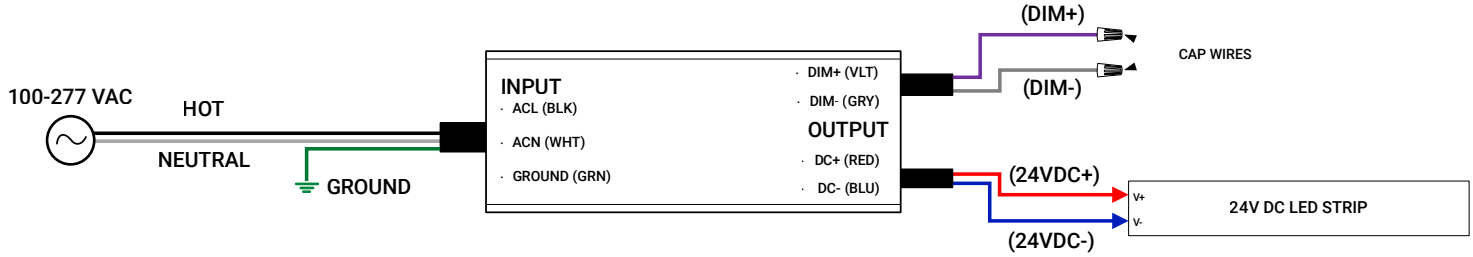 100-277 VAC
HOT
NEUTRAL
GROUND
INPUT
· ACL (BLK)
· ACN (WHT)
· GROUND (GRN)
· DIM+ (VLT)
· DIM- (GRY)
OUTPUT
· DC+ (RED)
· DC- (BLU)
(DIM+)
(DIM-)
CAP WIRES
(24VDC+)
(24VDC-)
V+
V-
24V DC LED STRIP